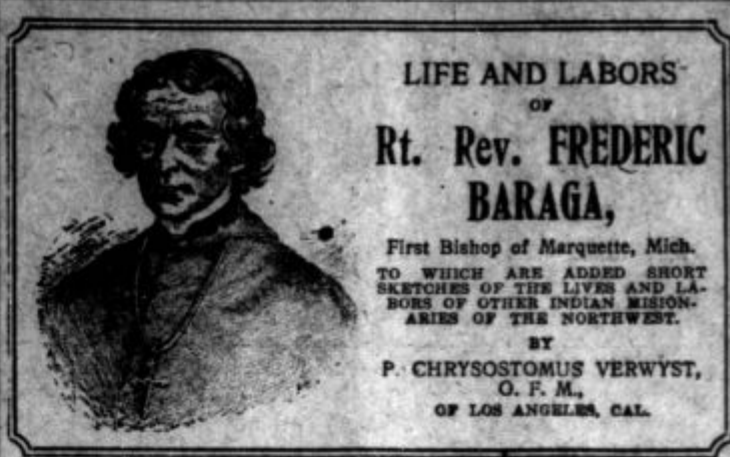 LIFE AND LABORS
OF
Rt. Rev. FREDERIC
BARAGA,
First Bishop of Marquette, Mich.
TO WHICH ARE ADDED SHORT
SKETCHES OF THE LIVES AND LA-
BORS OF OTHER INDIAN MISION-
ARIES OF THE NORTHWEST.
BY
P. CHRYSOSTOMUS VERWYST,
O. F. M.,
OF LOS ANGELES, CAL.